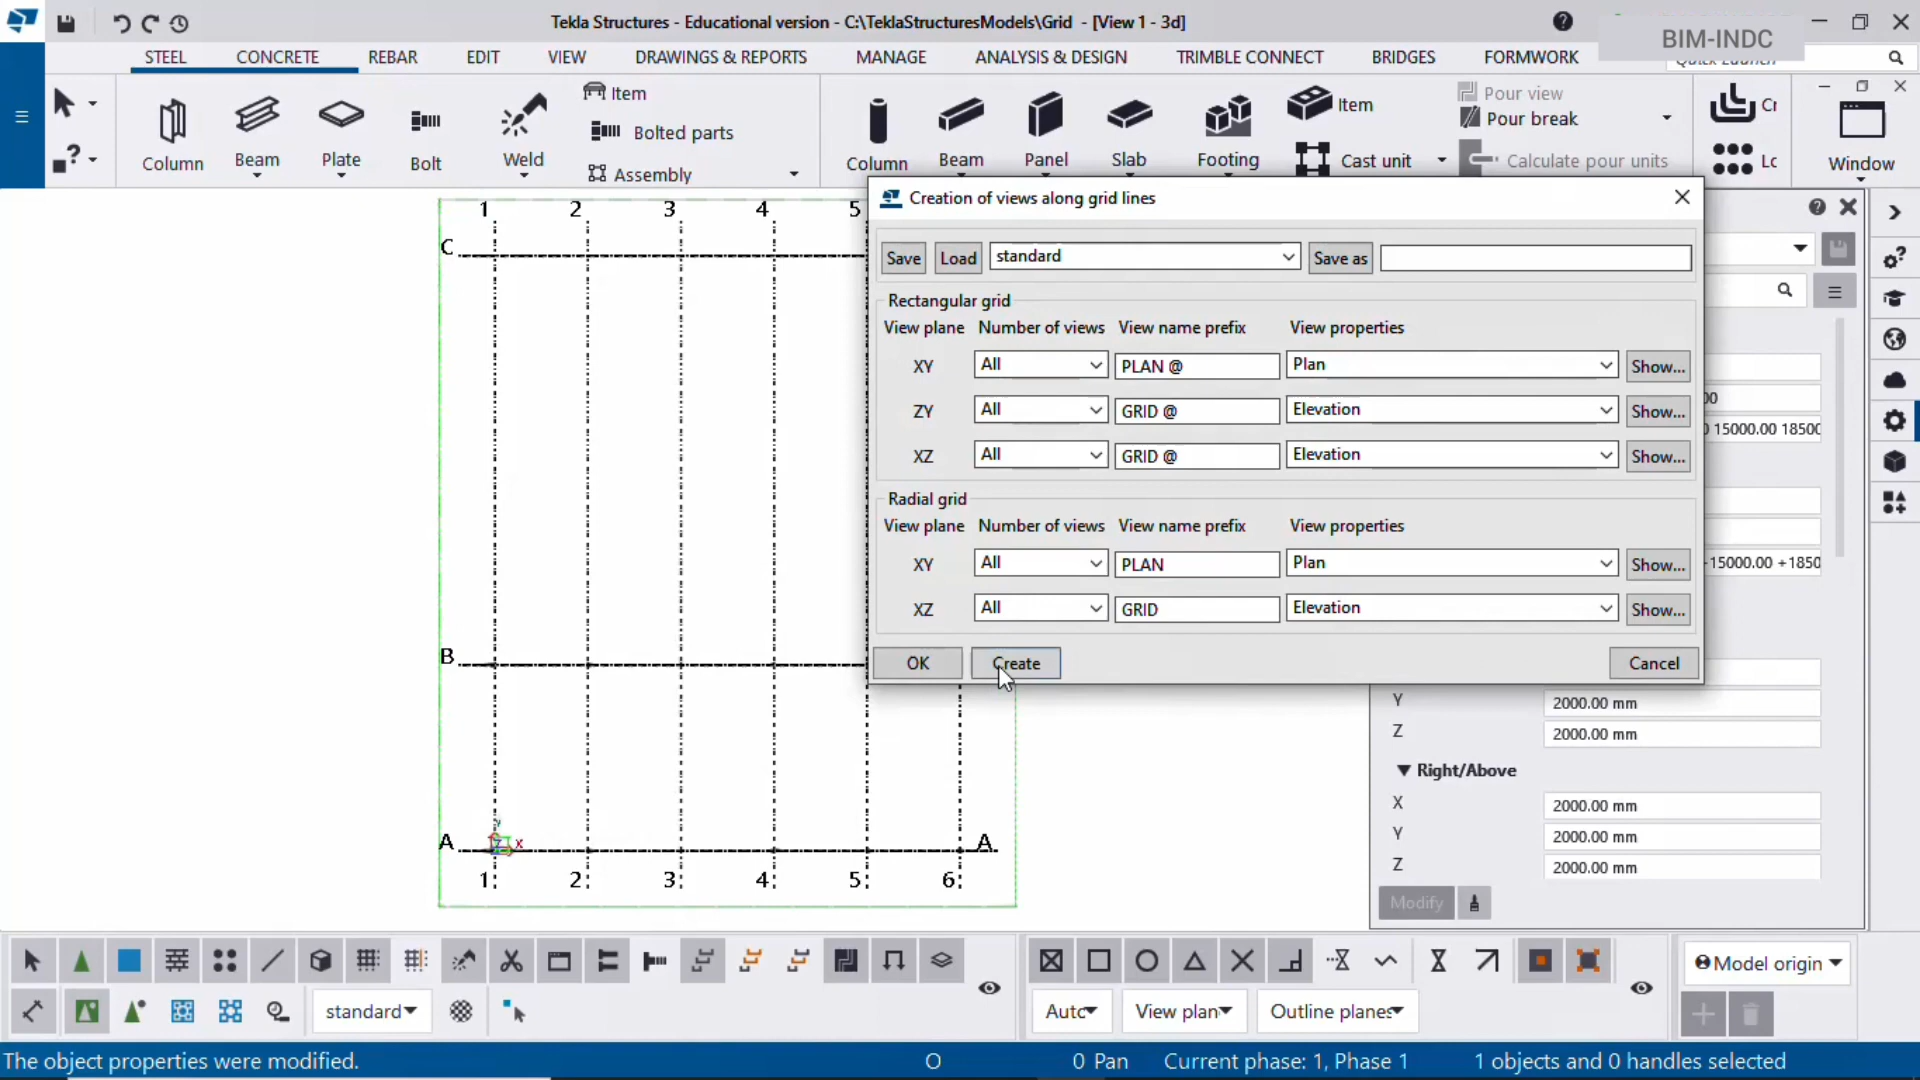 Tekla Structures - Educational version - C:\TeklaStructuresModels\Grid - [View 1 - 3d]
BIM-INDC
STEEL CONCRETE REBAR EDIT VIEW DRAWINGS & REPORTS MANAGE ANALYSIS & DESIGN TRIMBLE CONNECT BRIDGES FORMWORK
Item Item Pour view Cr
Bolted parts Pour break
Column Beam Plate Bolt Weld Assembly Column Beam Panel Slab Footing Cast unit Calculate pour units Lc Window
1 2 3 4 5
C
Creation of views along grid lines
Save Load standard Save as
Rectangular grid
View plane Number of views View name prefix View properties
XY All PLAN @ Plan Show...
ZY All GRID @ Elevation Show...
XZ All GRID @ Elevation Show...
Radial grid
View plane Number of views View name prefix View properties
XY All PLAN Plan Show...
XZ All GRID Elevation Show...
OK Create Cancel
00
15000.00 18500
15000.00 +1850
B
Y 2000.00 mm
Z 2000.00 mm
Right/Above
X 2000.00 mm
Y 2000.00 mm
Z 2000.00 mm
Modify
A Z Y X A
1 2 3 4 5 6
Model origin
standard Auto View plan Outline planes
The object properties were modified. O 0 Pan Current phase: 1, Phase 1 1 objects and 0 handles selected